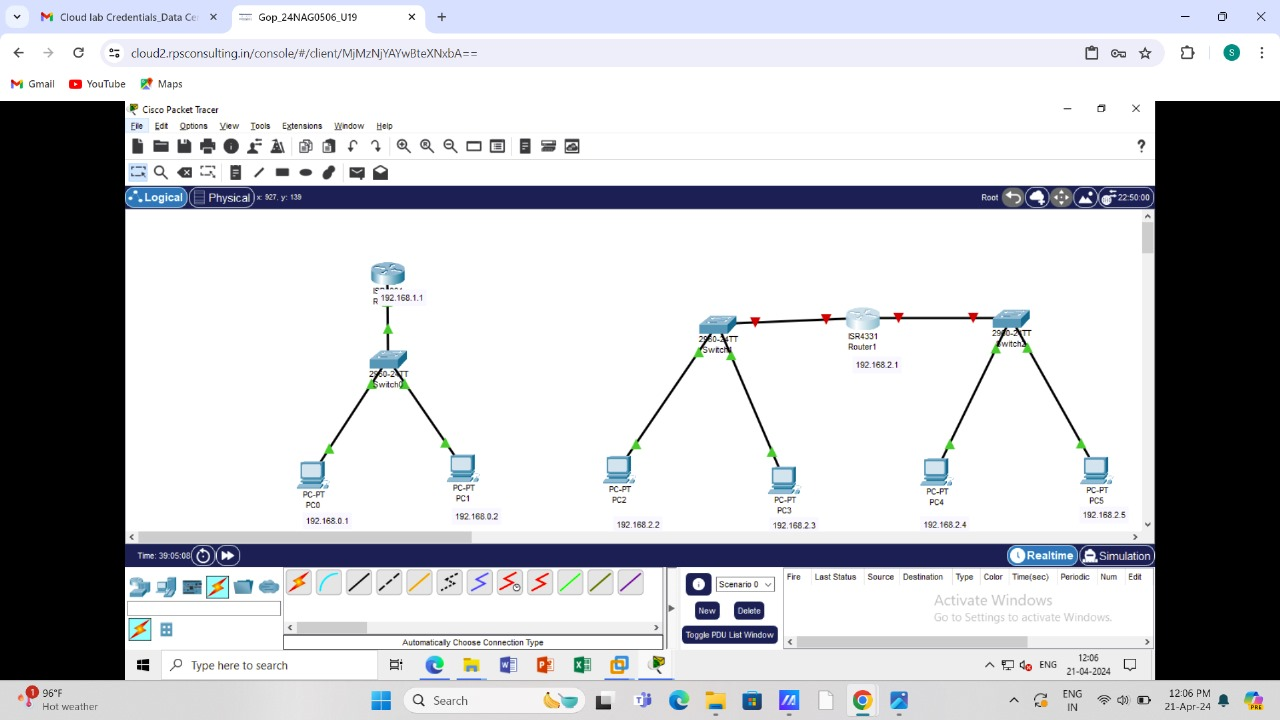 Cloud lab Credentials_Data Ce
Gop_24NAG0506_U19
cloud2.rpsconsulting.in/console/#/client/MjMzNjYAYwBteXNxbA==
S
Gmail YouTube Maps
Cisco Packet Tracer
File Edit Options View Tools Extensions Window Help
?
Logical Physical x: 927, y: 139 Root 22:50:00
192.168.1.1
2960-24TT
Switch0
PC-PT
PC0
192.168.0.1
PC-PT
PC1
192.168.0.2
2960-24TT
Switch1
ISR4331
Router1
192.168.2.1
2960-24TT
Switch2
PC-PT
PC2
192.168.2.2
PC-PT
PC3
192.168.2.3
PC-PT
PC4
192.168.2.4
PC-PT
PC5
192.168.2.5
Time: 39:05:08 Realtime Simulation
Scenario 0
New Delete
Toggle PDU List Window
Fire Last Status Source Destination Type Color Time(sec) Periodic Num Edit
Activate Windows
Go to Settings to activate Windows.
Automatically Choose Connection Type
Type here to search
ENG
12:06
21-04-2024
1
96°F
Hot weather
Search
ENG
IN
12:06 PM
21-Apr-24
PRE